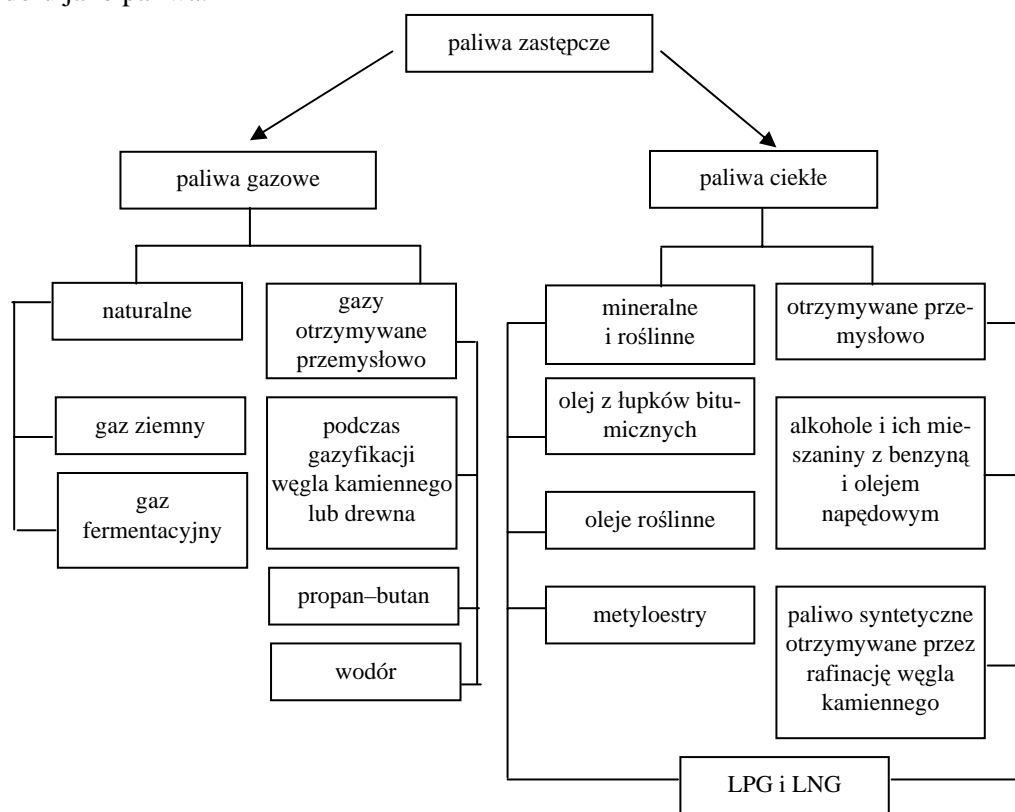 paliwa zastępcze
paliwa gazowe
paliwa ciekłe
naturalne
gazy
otrzymywane
przemysłowo
mineralne
i roślinne
otrzymywane prze-
mysłowo
gaz ziemny
podczas
gazyfikacji
węgla kamiennego
lub drewna
olej z łupków bitu-
micznych
alkohole i ich mie-
szaniny z benzyną
i olejem
napędowym
gaz
fermentacyjny
oleje roślinne
propan–butan
metyloestry
paliwo syntetyczne
otrzymywane przez
rafinację węgla
kamiennego
wodór
LPG i LNG